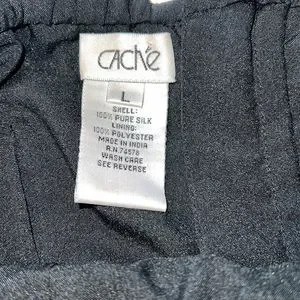 Caché
L
SHELL:
100% PURE SILK
LINING:
100% POLYESTER
MADE IN INDIA
R.N. 74578
WASH CARE
SEE REVERSE